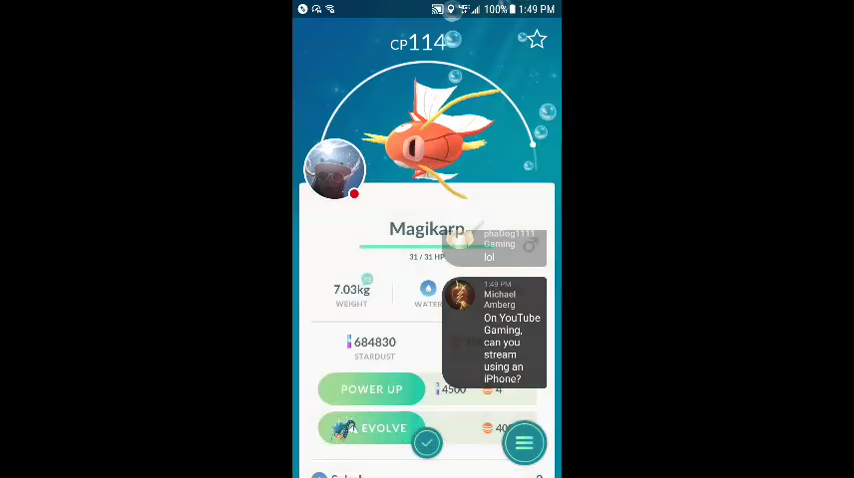 100% 1:49 PM
CP114
Magikarp
phaDog1111
Gaming
lol
31 / 31 HP
7.03kg
WEIGHT
WATER
1:49 PM
Michael
Amberg
On YouTube
Gaming,
can you
stream
using an
iPhone?
684830
STARDUST
POWER UP
4500
4
EVOLVE
400